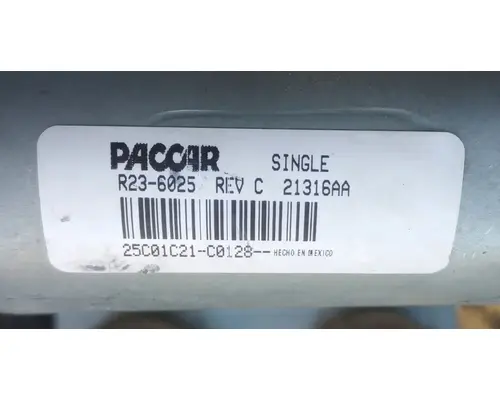 PACCAR SINGLE
R23-6025 REV C 21316AA
25C01C21-C0128-- HECHO EN MEXICO